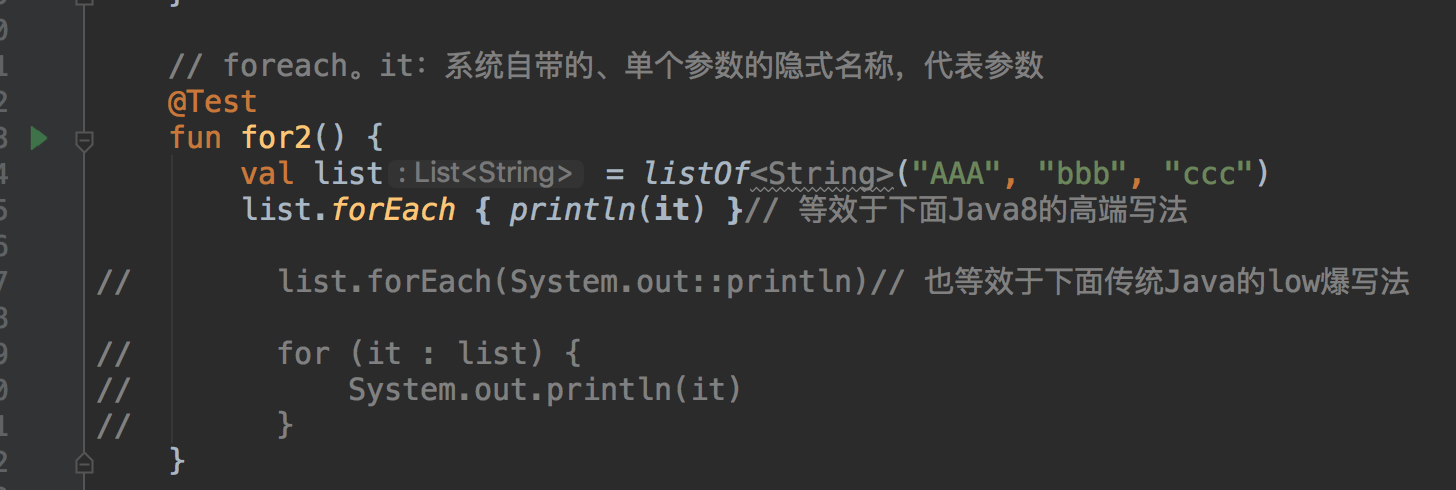 }
// foreach。it：系统自带的、单个参数的隐式名称，代表参数
@Test
fun for2() {
val list : List<String> = listOf<String>("AAA", "bbb", "ccc")
list.forEach { println(it) }// 等效于下面Java8的高端写法
// list.forEach(System.out::println)// 也等效于下面传统Java的low爆写法
// for (it : list) {
// System.out.println(it)
// }
}